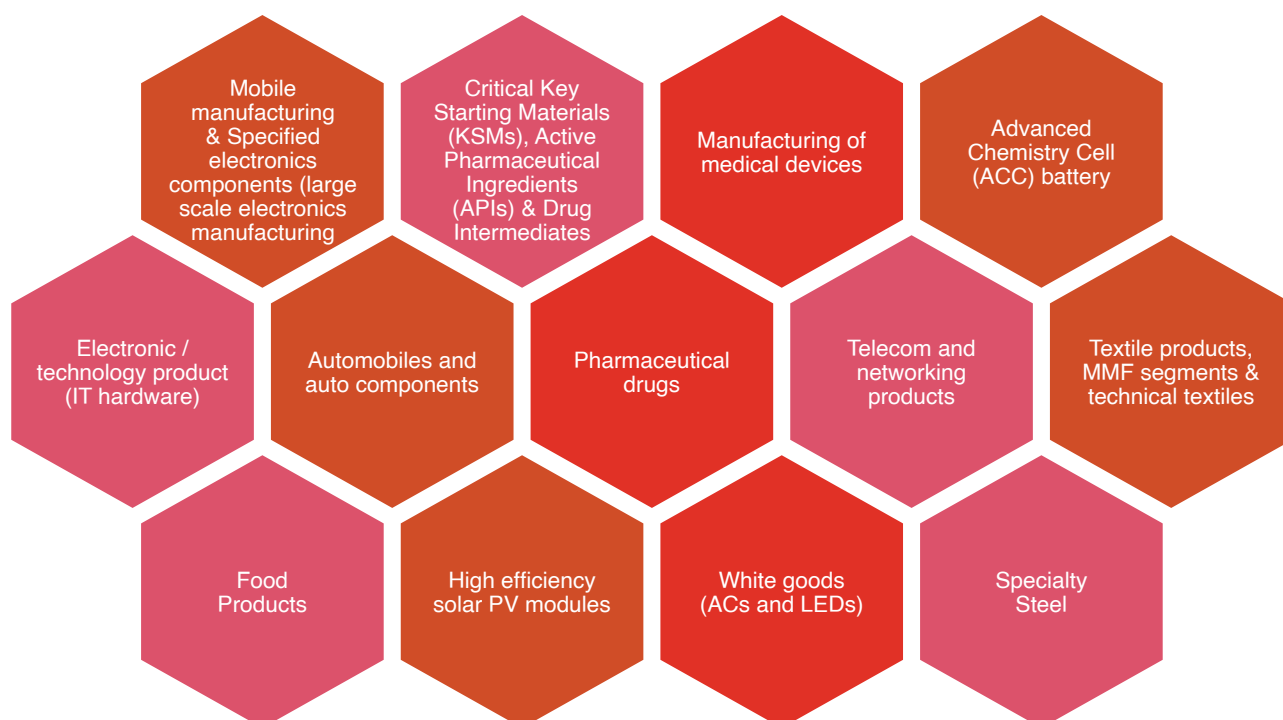 Mobile
manufacturing
& Specified
electronics
components (large
scale electronics
manufacturing
Critical Key
Starting Materials
(KSMs), Active
Pharmaceutical
Ingredients
(APIs) & Drug
Intermediates
Manufacturing of
medical devices
Advanced
Chemistry Cell
(ACC) battery
Electronic /
technology product
(IT hardware)
Automobiles and
auto components
Pharmaceutical
drugs
Telecom and
networking
products
Textile products,
MMF segments &
technical textiles
Food
Products
High efficiency
solar PV modules
White goods
(ACs and LEDs)
Specialty
Steel